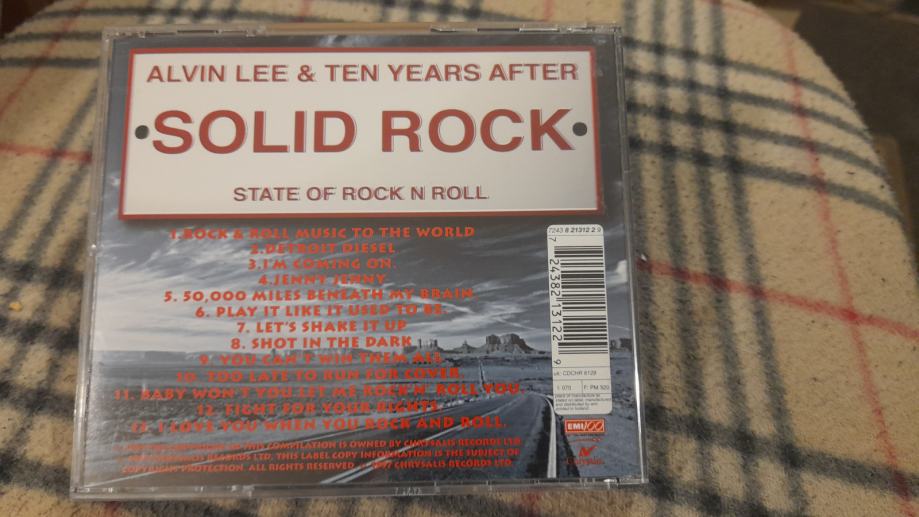 ALVIN LEE & TEN YEARS AFTER
SOLID ROCK
STATE OF ROCK N ROLL
1. ROCK & ROLL MUSIC TO THE WORLD
2. DETROIT DIESEL
3. I'M COMING ON.
4. JENNY JENNY
5. 50,000 MILES BENEATH MY BRAIN.
6. PLAY IT LIKE IT USED TO BE.
7. LET'S SHAKE IT UP
8. SHOT IN THE DARK
9. YOU CAN'T WIN THEM ALL
10. TOO LATE TO RUN FOR COVER.
11. BABY WON'T YOU LET ME ROCK N' ROLL YOU.
12. FIGHT FOR YOUR RIGHTS.
13. I LOVE YOU WHEN YOU ROCK AND ROLL.
THIS COMPILATION IS OWNED BY CHRYSALIS RECORDS LTD
RECORDS LTD. THIS LABEL COPY INFORMATION IS THE SUBJECT OF
COPYRIGHT PROTECTION. ALL RIGHTS RESERVED. © 1997 CHRYSALIS RECORDS LTD.
7243 8 21312 2 9
7 24382 13122 9
UK: CDCHR 6129
F: PM 520
EMI 100